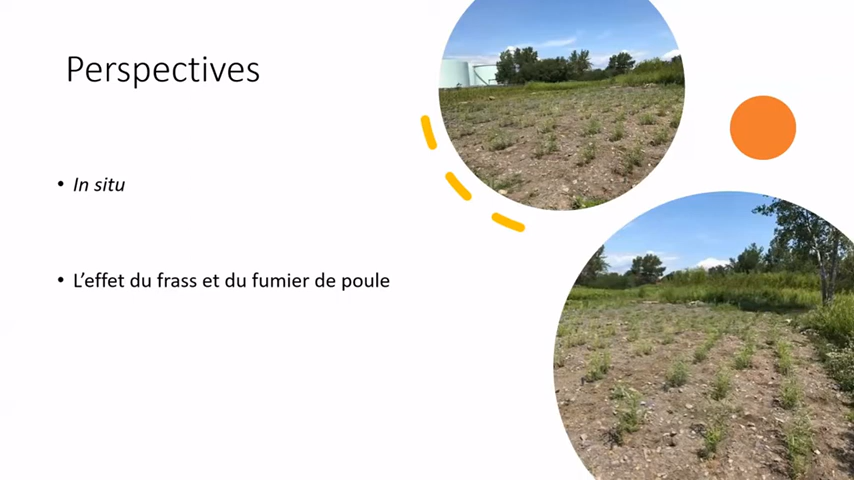 Perspectives
• In situ
• L’effet du frass et du fumier de poule